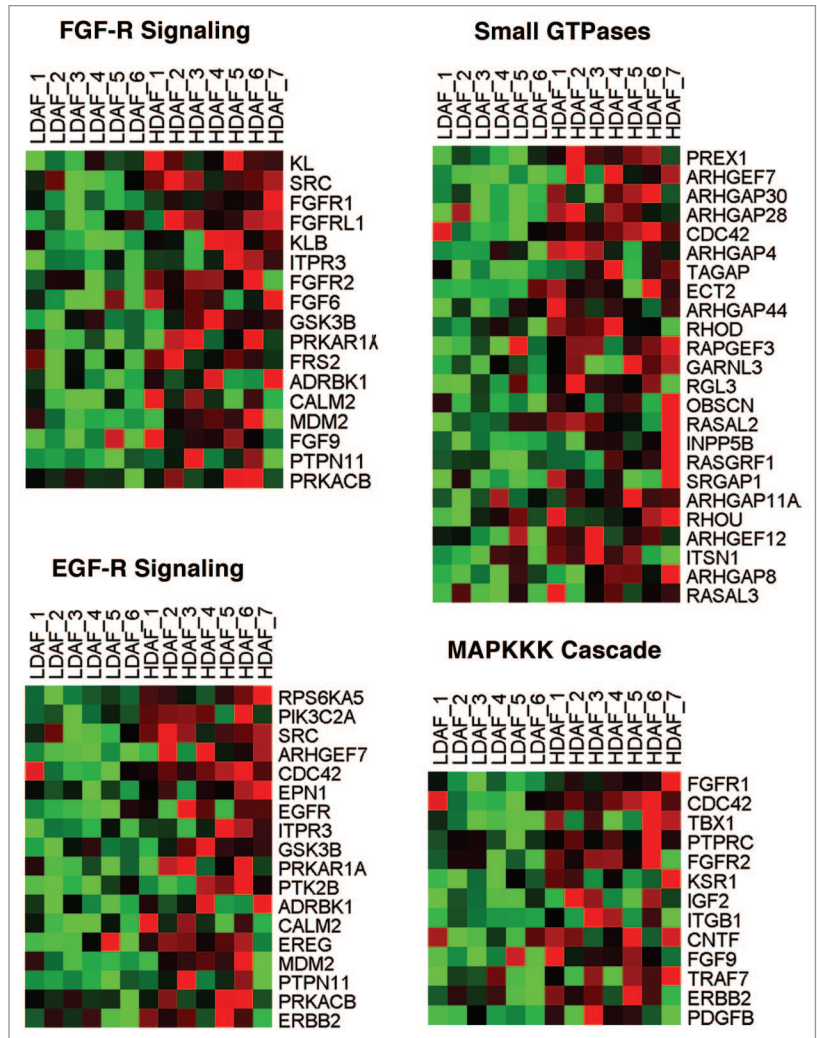 FGF-R Signaling
LDAF_1
LDAF_2
LDAF_3
LDAF_4
LDAF_5
LDAF_6
HDAF_1
HDAF_2
HDAF_3
HDAF_4
HDAF_5
HDAF_6
HDAF_7
KL
SRC
FGFR1
FGFRL1
KLB
ITPR3
FGFR2
FGF6
GSK3B
PRKAR1A
FRS2
ADRBK1
CALM2
MDM2
FGF9
PTPN11
PRKACB
EGF-R Signaling
LDAF_1
LDAF_2
LDAF_3
LDAF_4
LDAF_5
LDAF_6
HDAF_1
HDAF_2
HDAF_3
HDAF_4
HDAF_5
HDAF_6
HDAF_7
RPS6KA5
PIK3C2A
SRC
ARHGEF7
CDC42
EPN1
EGFR
ITPR3
GSK3B
PRKAR1A
PTK2B
ADRBK1
CALM2
EREG
MDM2
PTPN11
PRKACB
ERBB2
Small GTPases
LDAF_1
LDAF_2
LDAF_3
LDAF_4
LDAF_5
LDAF_6
HDAF_1
HDAF_2
HDAF_3
HDAF_4
HDAF_5
HDAF_6
HDAF_7
PREX1
ARHGEF7
ARHGAP30
ARHGAP28
CDC42
ARHGAP4
TAGAP
ECT2
ARHGAP44
RHOD
RAPGEF3
GARNL3
RGL3
OBSCN
RASAL2
INPP5B
RASGRF1
SRGAP1
ARHGAP11A
RHOU
ARHGEF12
ITSN1
ARHGAP8
RASAL3
MAPKKK Cascade
LDAF_1
LDAF_2
LDAF_3
LDAF_4
LDAF_5
LDAF_6
HDAF_1
HDAF_2
HDAF_3
HDAF_4
HDAF_5
HDAF_6
HDAF_7
FGFR1
CDC42
TBX1
PTPRC
FGFR2
KSR1
IGF2
ITGB1
CNTF
FGF9
TRAF7
ERBB2
PDGFB